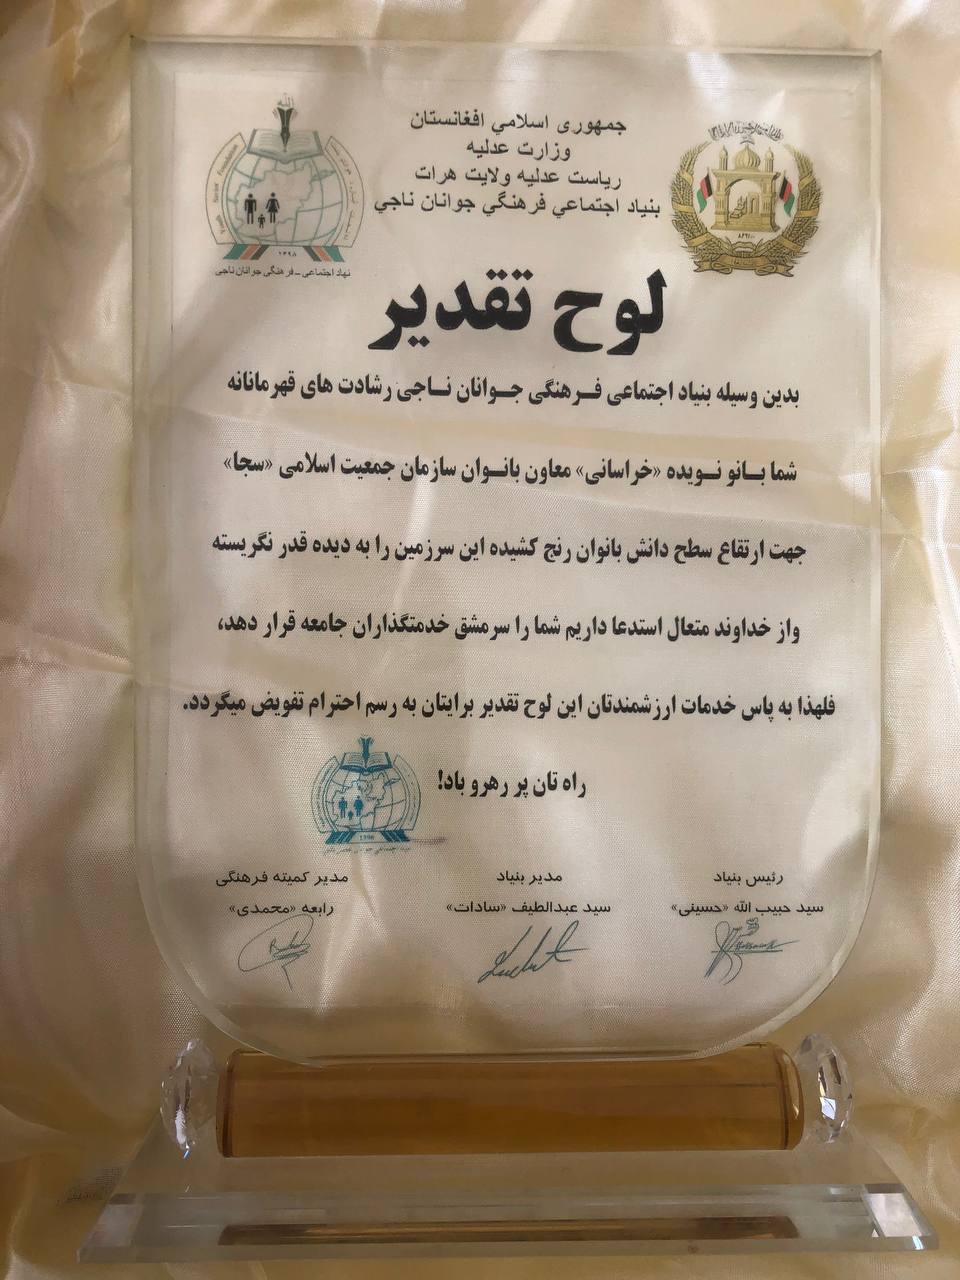 جمهوری اسلامي افغانستان
وزارت عدلیه
ریاست عدلیه ولایت هرات
بنیاد اجتماعي فرهنگي جوانان ناجي
الله
Youth Savior Foundation
۱۳۹۸
نهاد اجتماعی – فرهنگی جوانان ناجی
لوح تقدیر
بدین وسیله بنیاد اجتماعی فرهنگی جوانان ناجی رشادت های قهرمانانه
شما بانو نویده «خراسانی» معاون بانوان سازمان جمعیت اسلامی «سجا»
جهت ارتقاع سطح دانش بانوان رنج کشیده این سرزمین را به دیده قدر نگریسته
واز خداوند متعال استدعا داریم شما را سرمشق خدمتگذاران جامعه قرار دهد،
فلهذا به پاس خدمات ارزشمندتان این لوح تقدیر برایتان به رسم احترام تفویض میگردد.
راه تان پر رهرو باد!
رئیس بنیاد
سید حبیب الله «حسینی»
مدیر بنیاد
سید عبدالطیف «سادات»
مدیر کمیته فرهنگی
رابعه «محمدی»